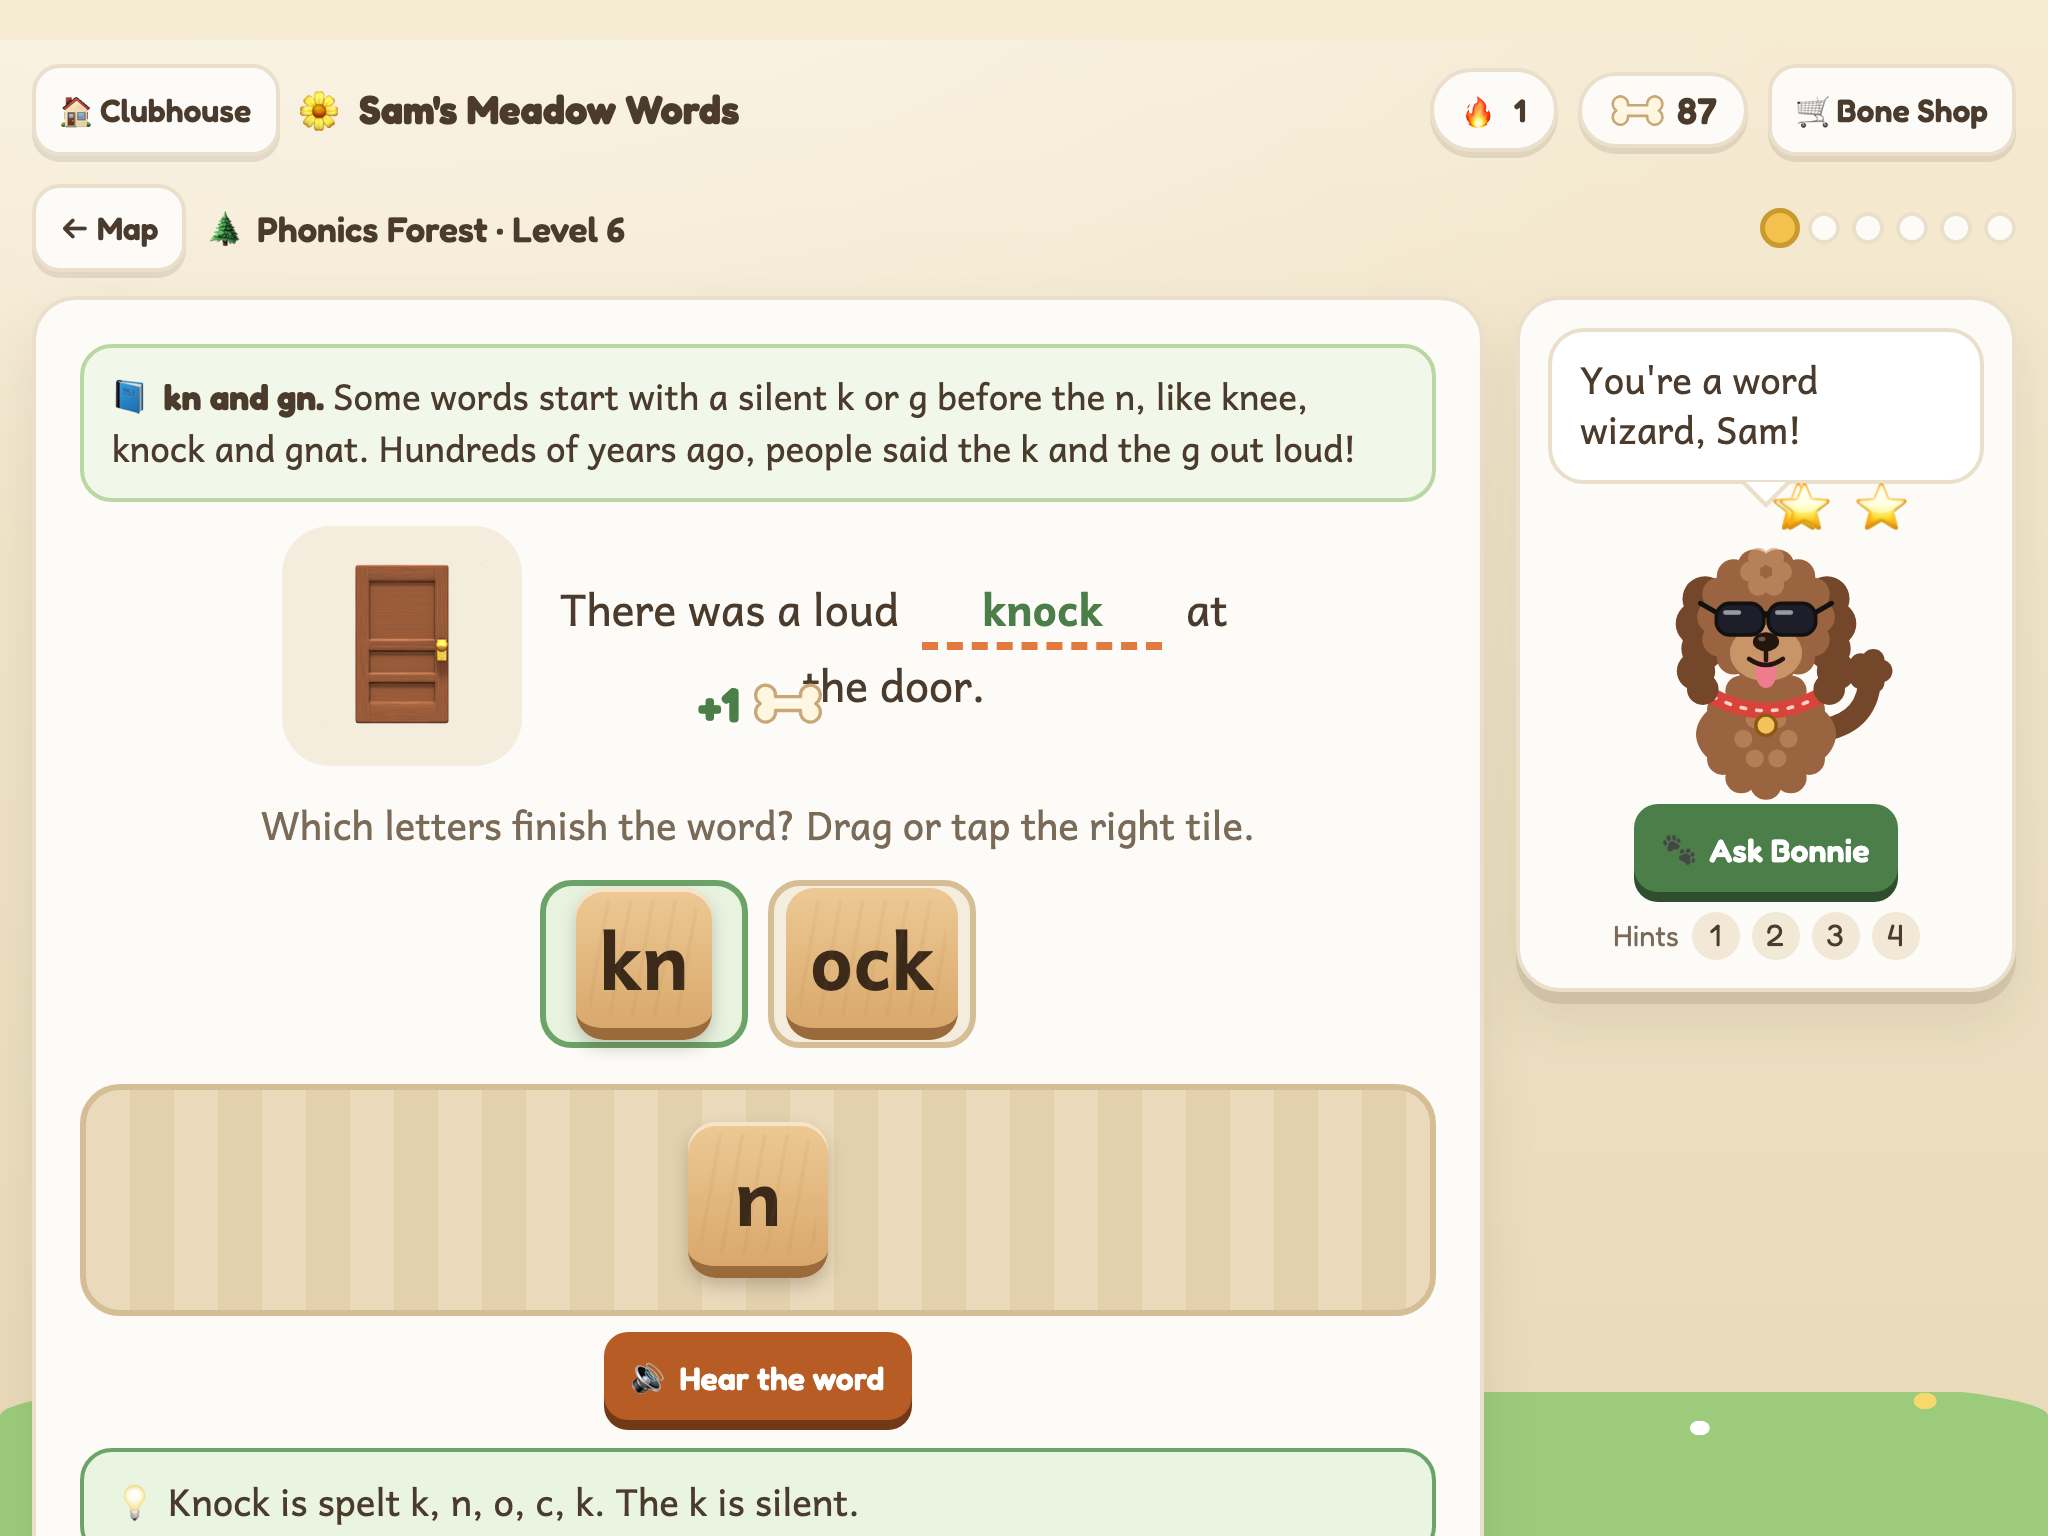 Clubhouse
Sam's Meadow Words
1
87
Bone Shop
← Map
Phonics Forest · Level 6
kn and gn. Some words start with a silent k or g before the n, like knee,
knock and gnat. Hundreds of years ago, people said the k and the g out loud!
There was a loud knock at
the door.
+1
Which letters finish the word? Drag or tap the right tile.
kn
ock
n
Hear the word
Knock is spelt k, n, o, c, k. The k is silent.
You're a word
wizard, Sam!
Ask Bonnie
Hints 1 2 3 4